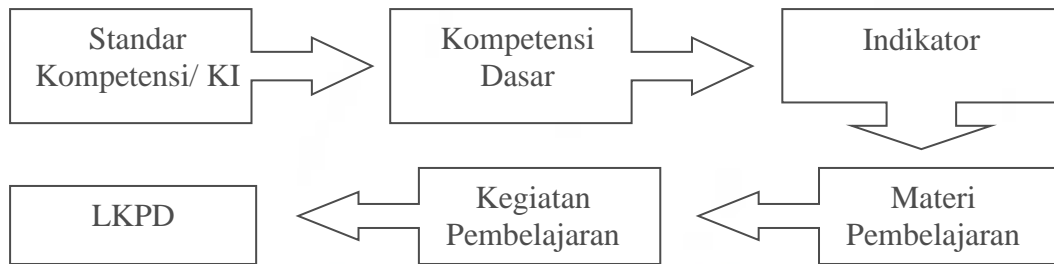 Standar
Kompetensi/ KI
Kompetensi
Dasar
Indikator
Materi
Pembelajaran
Kegiatan
Pembelajaran
LKPD